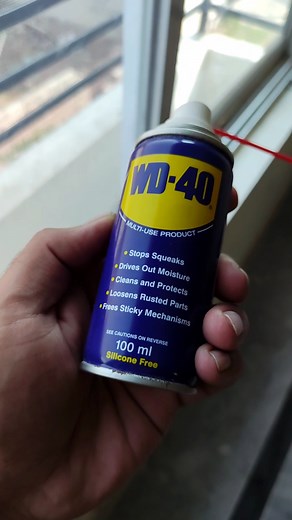 WD-40
MULTI-USE PRODUCT
Stops Squeaks
Drives Out Moisture
Cleans and Protects
Loosens Rusted Parts
Frees Sticky Mechanisms
SEE CAUTIONS ON REVERSE
100 ml
Silicone Free